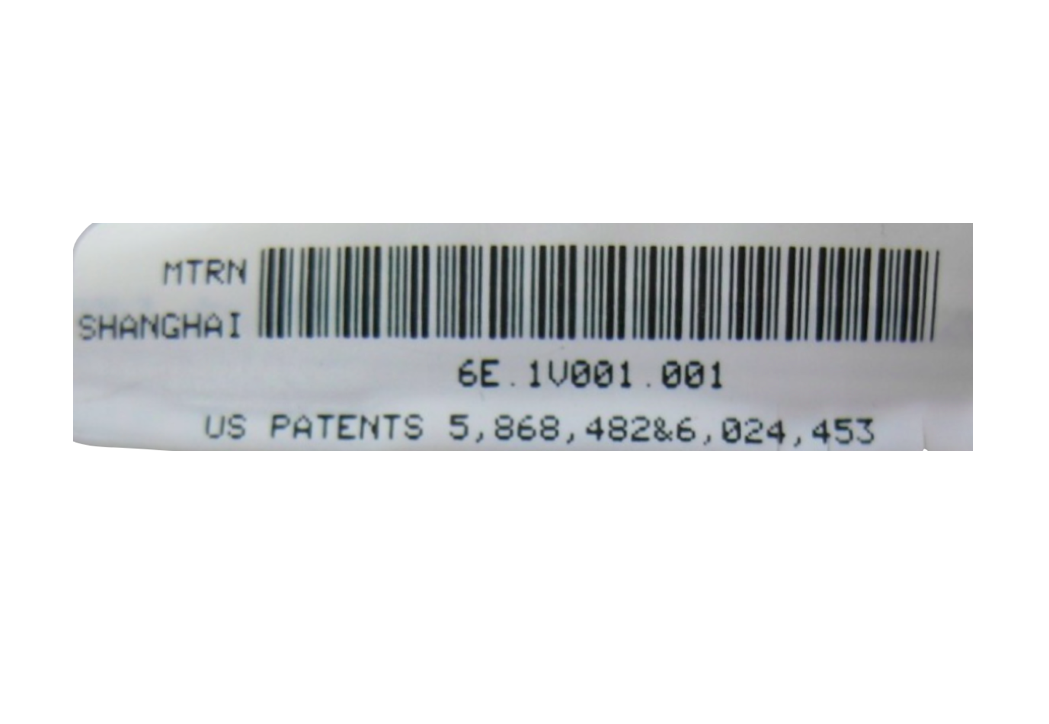 MTRN
SHANGHAI
6E.1V001.001
US PATENTS 5,868,482&6,024,453